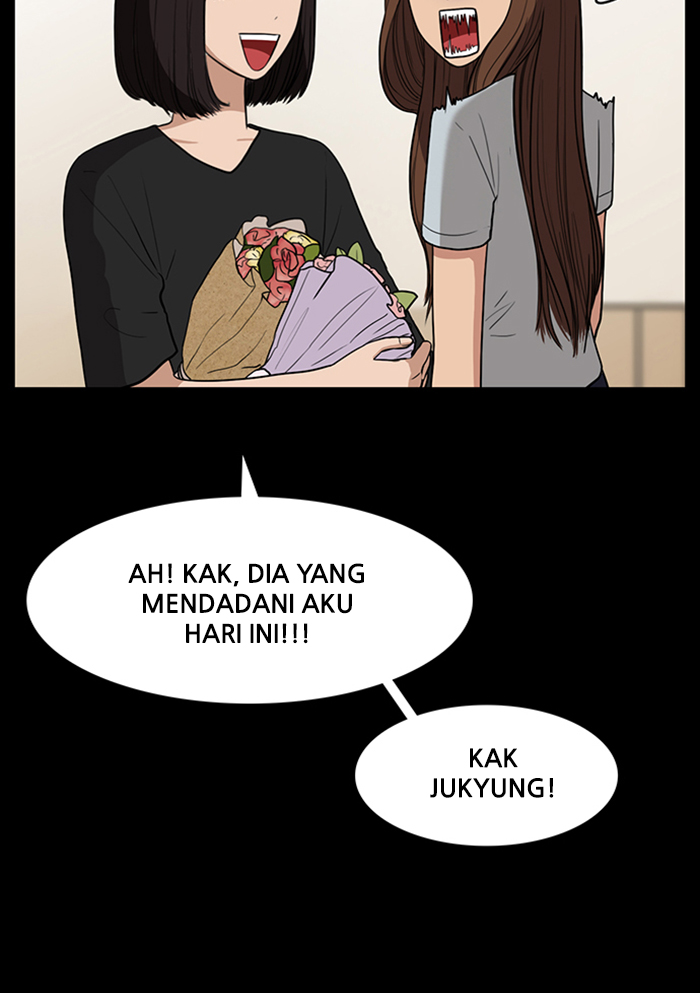 AH! KAK, DIA YANG
MENDADANI AKU
HARI INI!!!
KAK
JUKYUNG!